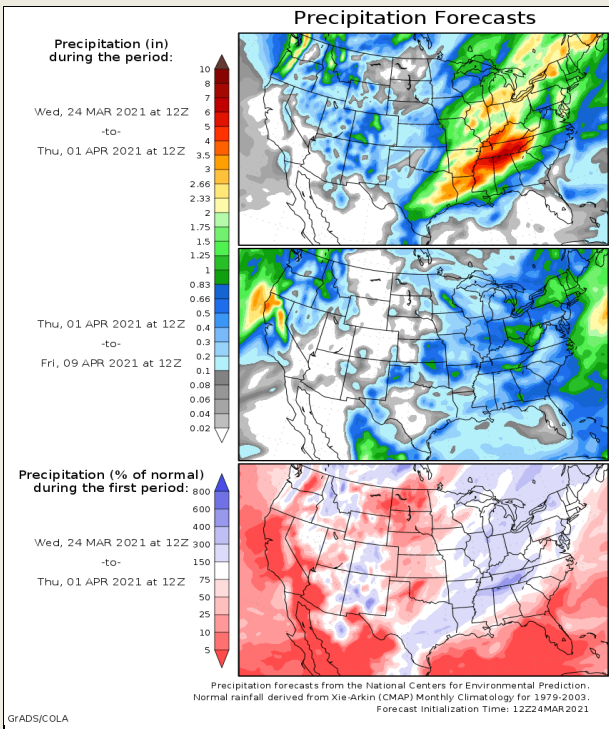 Precipitation Forecasts
Precipitation (in)
during the period:
Wed, 24 MAR 2021 at 12Z
-to-
Thu, 01 APR 2021 at 12Z
10
8
7
6
5
4
3.5
3
2.66
2.33
2
1.75
1.5
1.25
1
0.83
0.66
0.5
0.4
0.3
0.2
0.1
0.08
0.06
0.04
0.02
Thu, 01 APR 2021 at 12Z
-to-
Fri, 09 APR 2021 at 12Z
Precipitation (% of normal)
during the first period:
Wed, 24 MAR 2021 at 12Z
-to-
Thu, 01 APR 2021 at 12Z
800
600
400
300
150
75
50
25
10
5
Precipitation forecasts from the National Centers for Environmental Prediction.
Normal rainfall derived from Xie-Arkin (CMAP) Monthly Climatology for 1979-2003.
Forecast Initialization Time: 12Z24MAR2021
GrADS/COLA